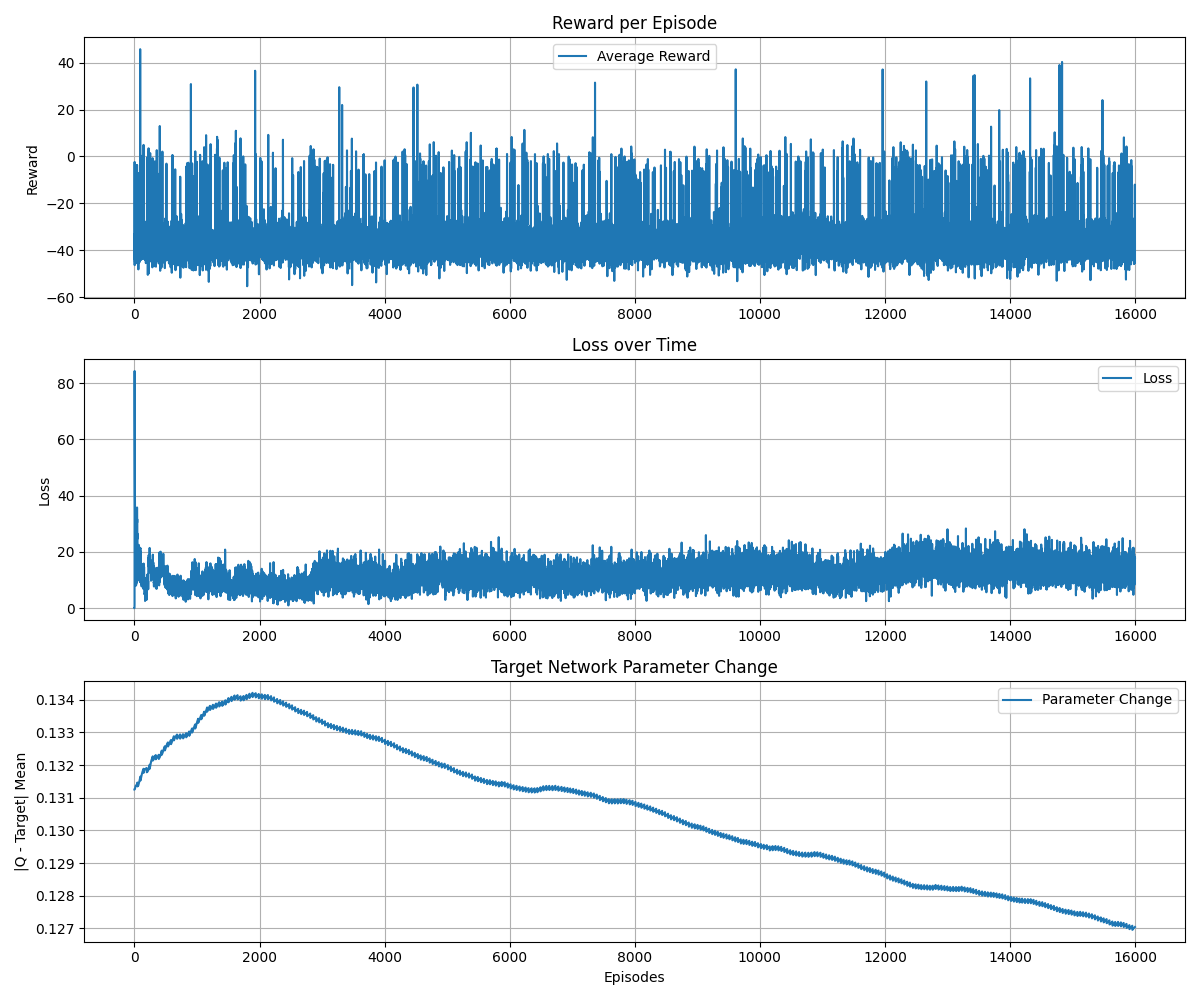 Reward per Episode
Average Reward
Reward
40
20
0
−20
−40
−60
0 2000 4000 6000 8000 10000 12000 14000 16000
Loss over Time
Loss
Loss
80
60
40
20
0
0 2000 4000 6000 8000 10000 12000 14000 16000
Target Network Parameter Change
Parameter Change
|Q - Target| Mean
0.134
0.133
0.132
0.131
0.130
0.129
0.128
0.127
0 2000 4000 6000 8000 10000 12000 14000 16000
Episodes